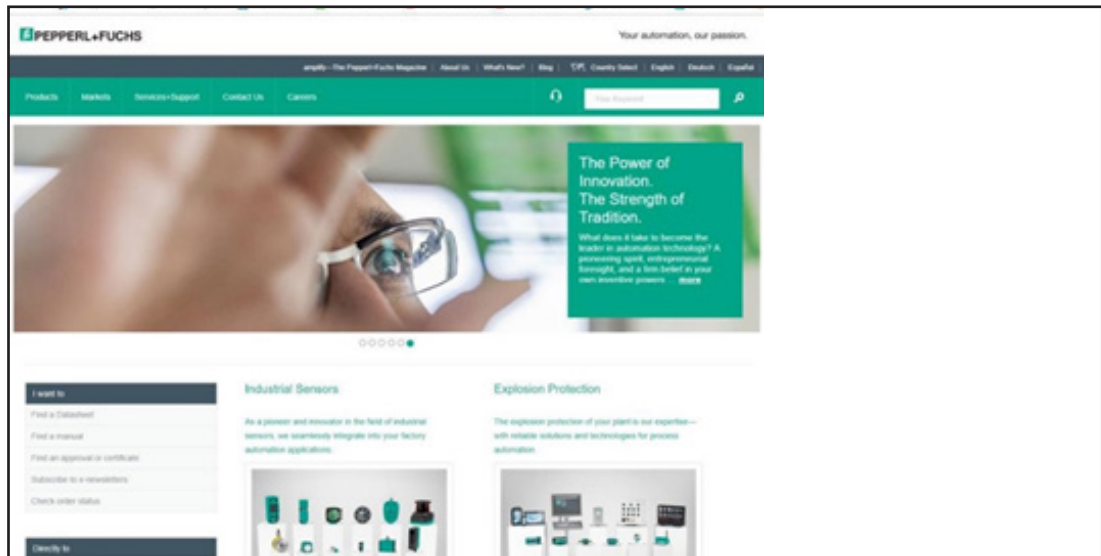 PEPPERL+FUCHS
Your automation, our passion.
amplify—The Pepperl+Fuchs Magazine | About Us | What's New? | Blog | Country Select | English | Deutsch | Español
Products Markets Services+Support Contact Us Careers
Your Keyword
The Power of
Innovation.
The Strength of
Tradition.
What does it take to become the
leader in automation technology? A
pioneering spirit, entrepreneurial
foresight, and a firm belief in your
own inventive powers ... more
I want to
Find a Datasheet
Find a manual
Find an approval or certificate
Subscribe to e-newsletters
Check order status
Directly to
Industrial Sensors
As a pioneer and innovator in the field of industrial
sensors, we seamlessly integrate into your factory
automation applications.
Explosion Protection
The explosion protection of your plant is our expertise—
with reliable solutions and technologies for process
automation.